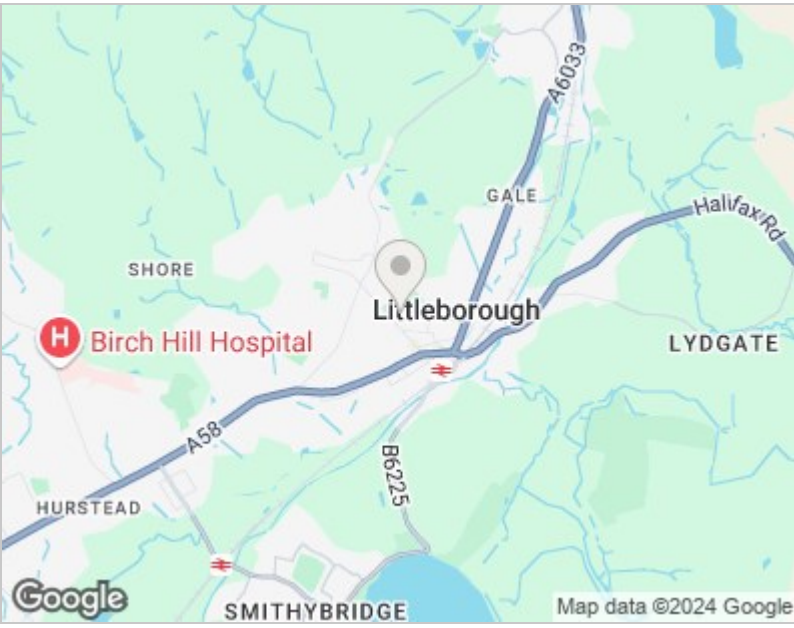 A6033
GALE
Halifax Rd
SHORE
Littleborough
H
Birch Hill Hospital
LYDGATE
A58
B6225
HURSTEAD
Google
SMITHYBRIDGE
Map data ©2024 Google